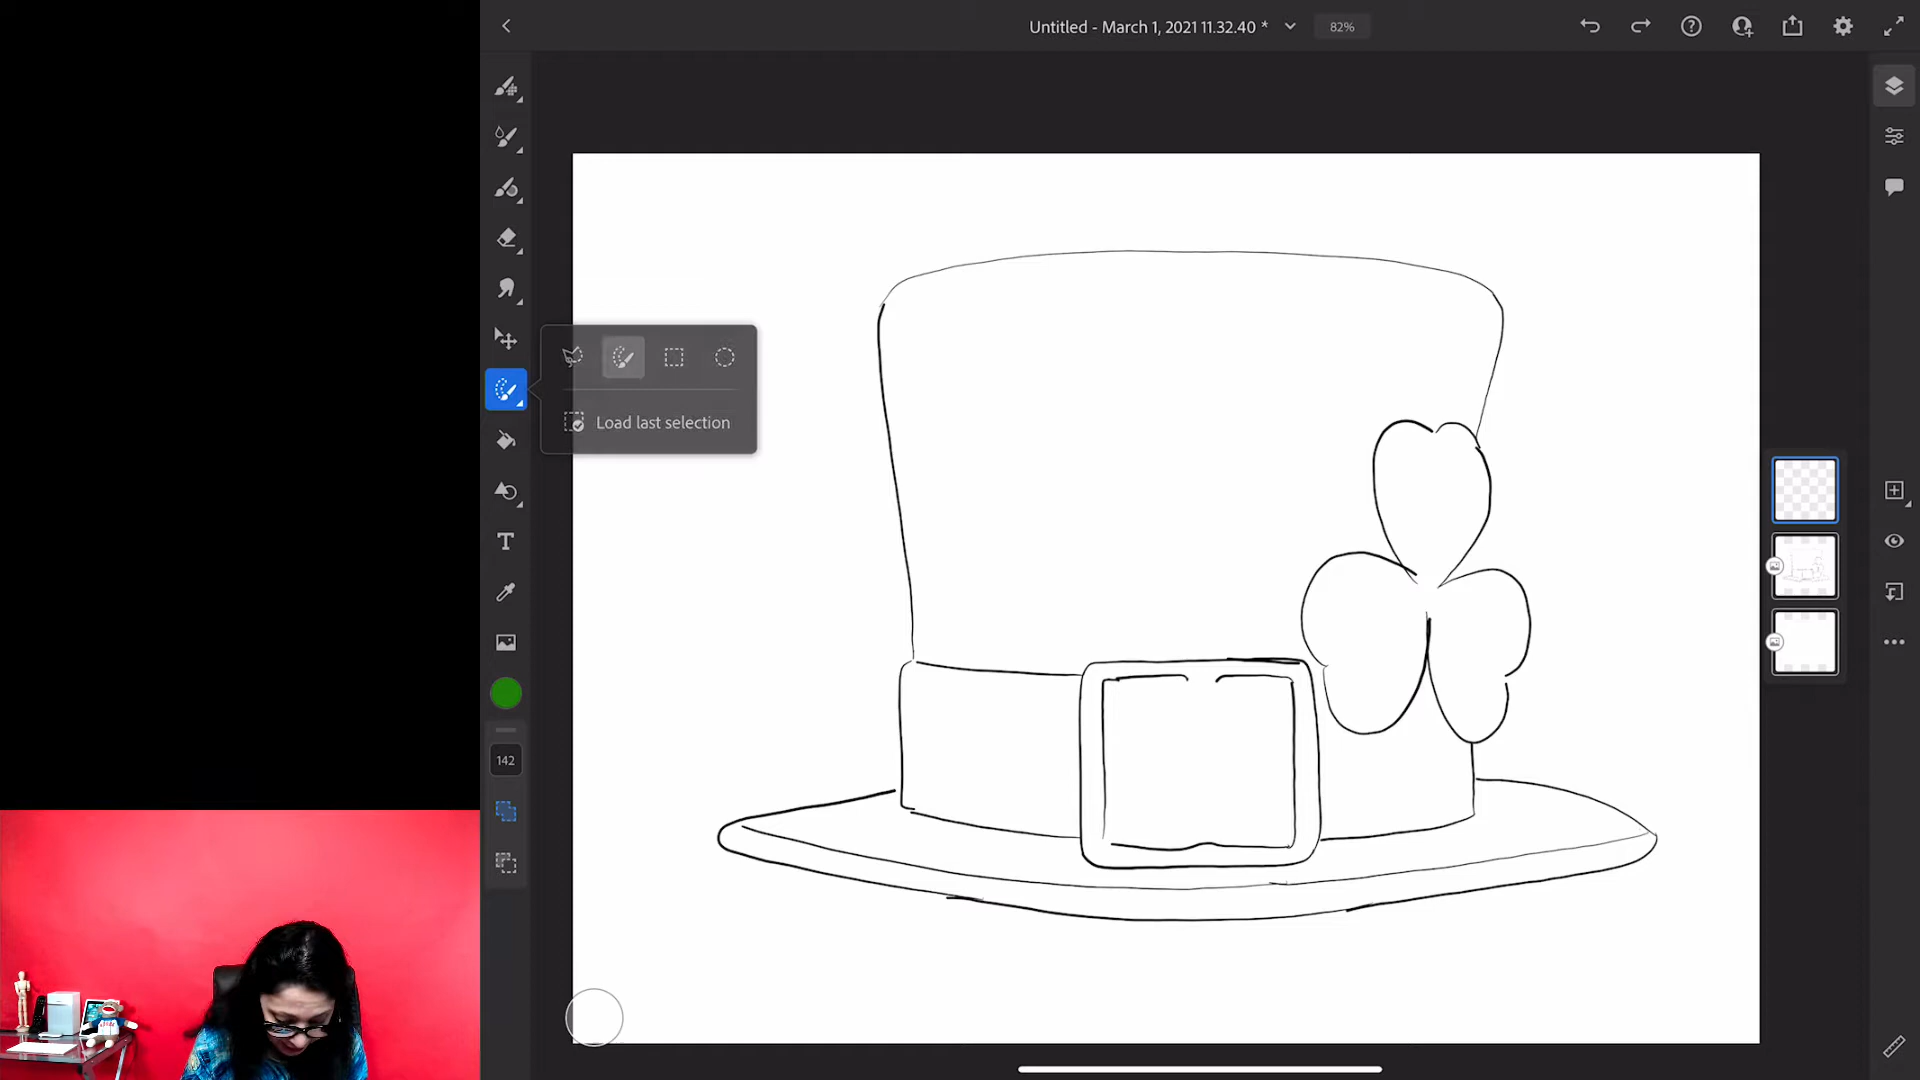 Untitled - March 1, 2021 11.32.40 *
82%
Load last selection
T
142